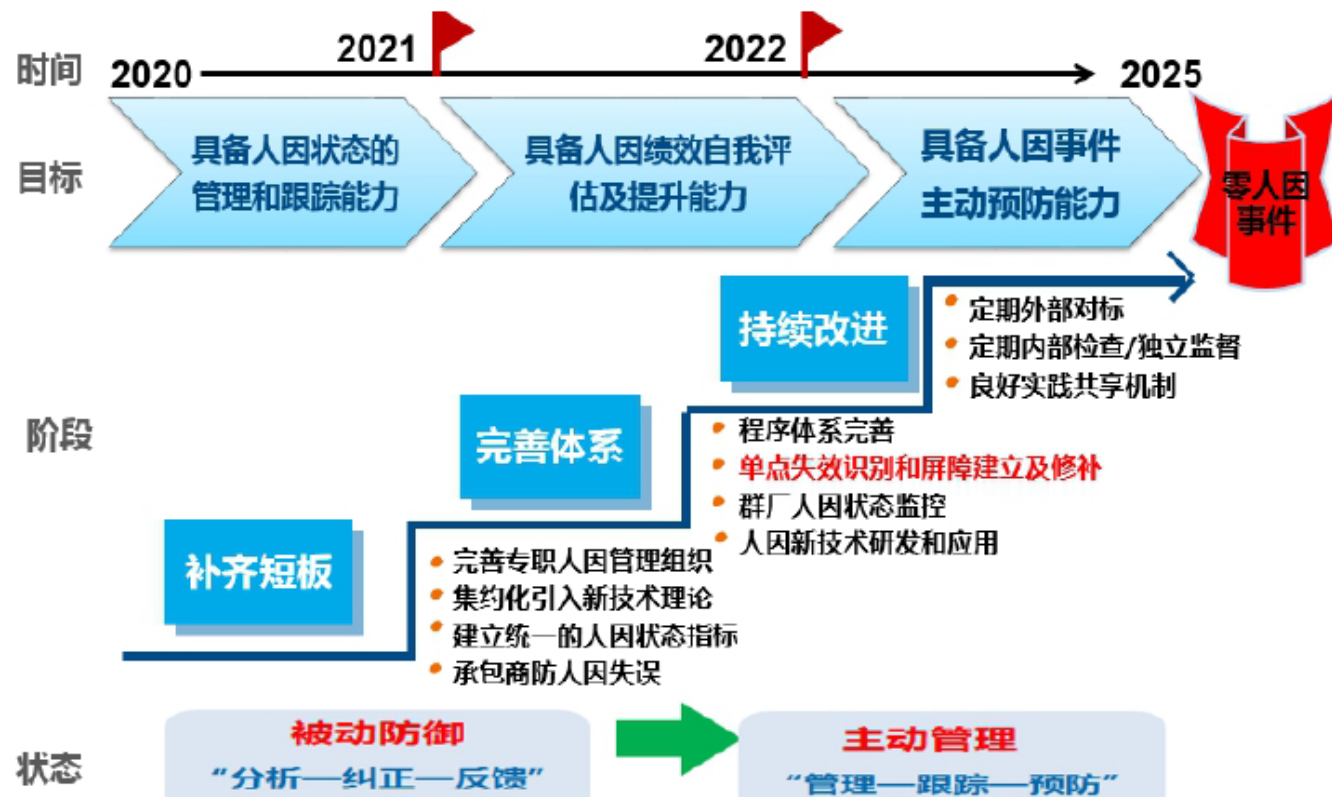 时间
2020
2021
2022
2025
目标
具备人因状态的
管理和跟踪能力
具备人因绩效自我评
估及提升能力
具备人因事件
主动预防能力
零人因
事件
阶段
补齐短板
完善专职人因管理组织
集约化引入新技术理论
建立统一的人因状态指标
承包商防人因失误
完善体系
程序体系完善
单点失效识别和屏障建立及修补
群厂人因状态监控
人因新技术研发和应用
持续改进
定期外部对标
定期内部检查/独立监督
良好实践共享机制
状态
被动防御
“分析—纠正—反馈”
主动管理
“管理—跟踪—预防”